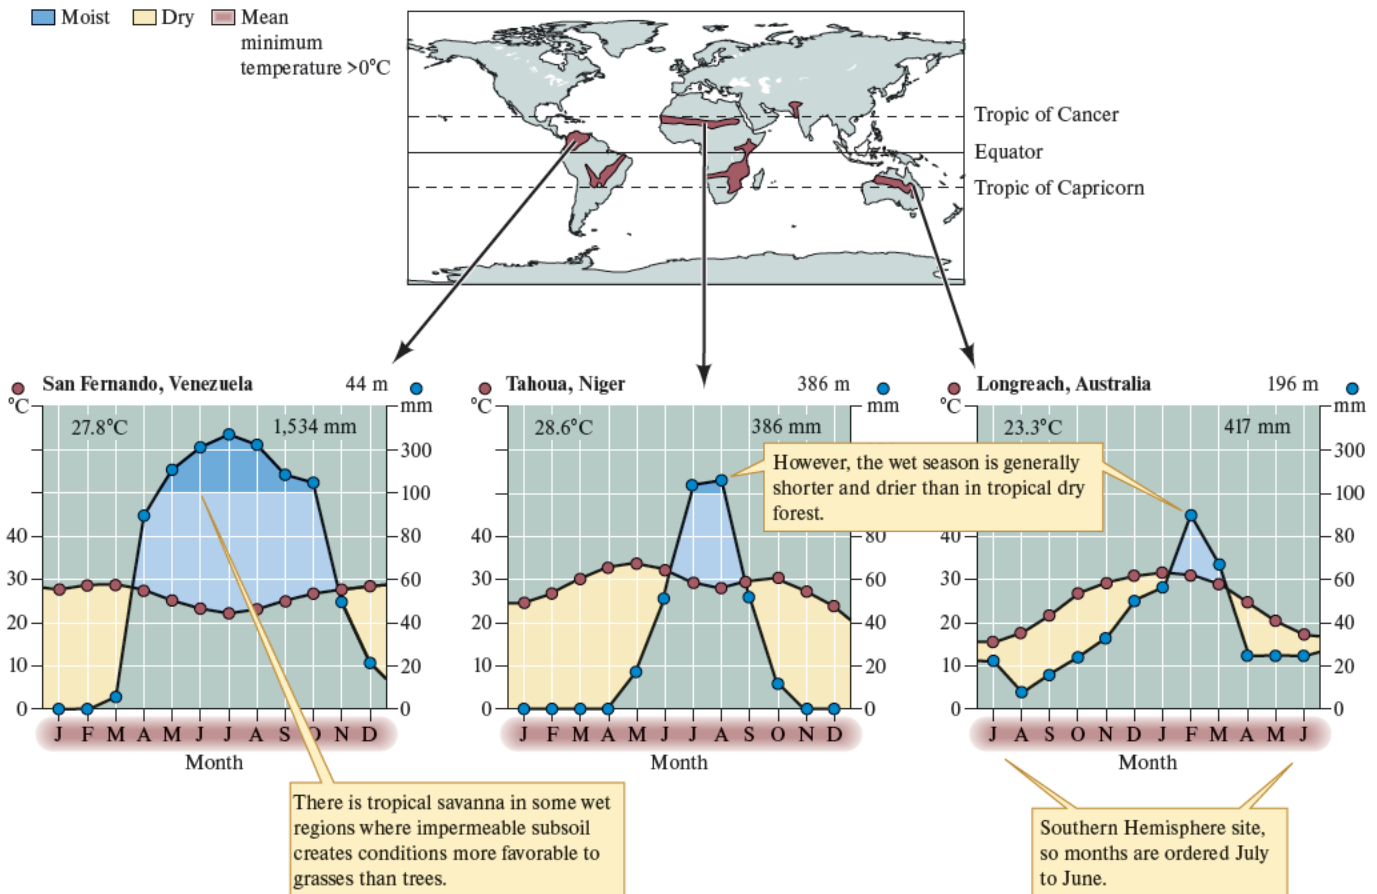 Moist
Dry
Mean
minimum
temperature >0°C
Tropic of Cancer
Equator
Tropic of Capricorn
San Fernando, Venezuela
44 m
°C
mm
27.8°C
1,534 mm
300
100
40
80
30
60
20
40
10
20
0
0
J F M A M J J A S O N D
Month
There is tropical savanna in some wet
regions where impermeable subsoil
creates conditions more favorable to
grasses than trees.
Tahoua, Niger
386 m
°C
mm
28.6°C
386 mm
40
80
30
60
20
40
10
20
0
0
J F M A M J J A S O N D
Month
However, the wet season is generally
shorter and drier than in tropical dry
forest.
Longreach, Australia
196 m
°C
mm
23.3°C
417 mm
300
100
40
80
30
60
20
40
10
20
0
0
J A S O N D J F M A M J
Month
Southern Hemisphere site,
so months are ordered July
to June.